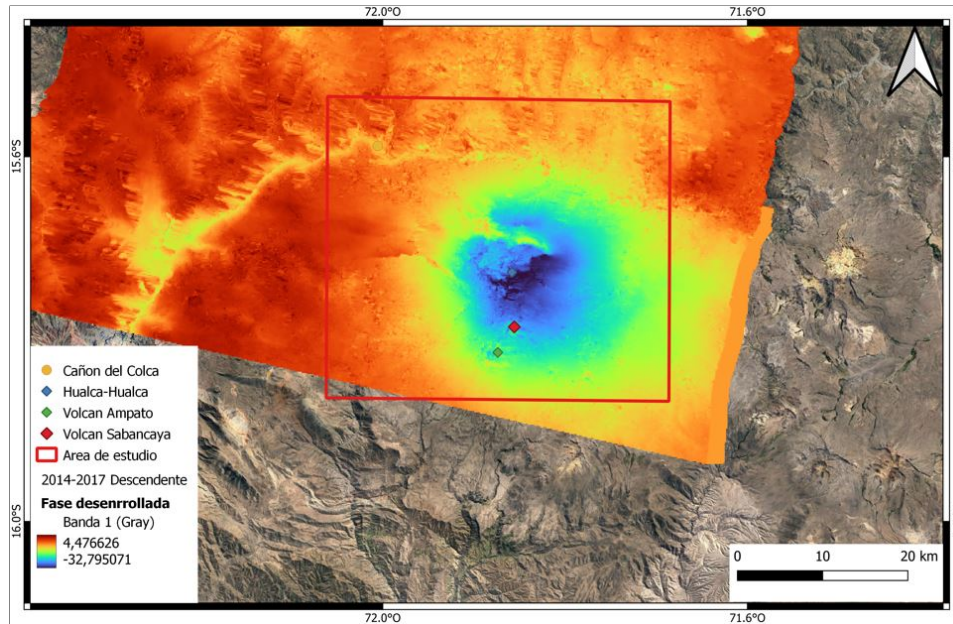 72.0°O
71.6°O
15.6°S
16.0°S
Cañon del Colca
Hualca-Hualca
Volcan Ampato
Volcan Sabancaya
Area de estudio
2014-2017 Descendente
Fase desenrrollada
Banda 1 (Gray)
4,476626
-32,795071
0 10 20 km
72.0°O
71.6°O